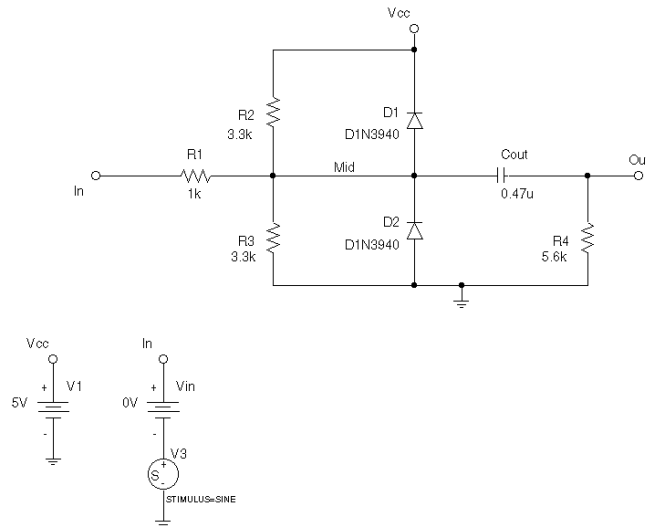 Vcc
R2
3.3k
D1
D1N3940
R1
1k
In
Mid
Cout
0.47u
Ou
R3
3.3k
D2
D1N3940
R4
5.6k
Vcc
+
V1
5V
-
In
+
Vin
0V
-
V3
+
S
-
STIMULUS=SINE